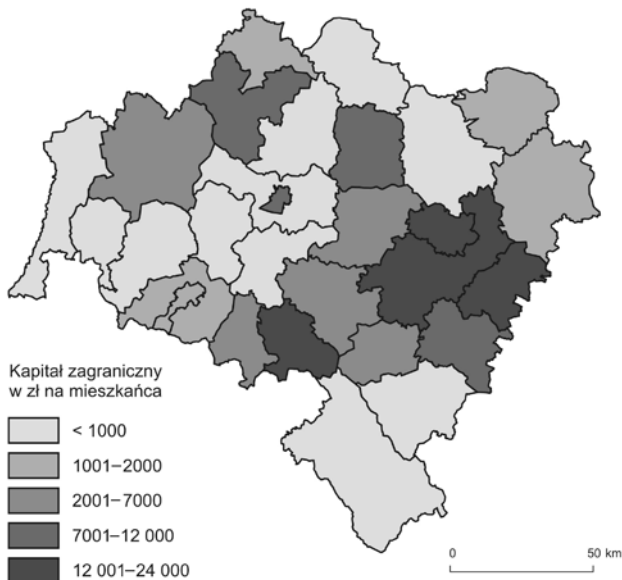 Kapitał zagraniczny
w zł na mieszkańca
< 1000
1001–2000
2001–7000
7001–12 000
12 001–24 000
0 50 km